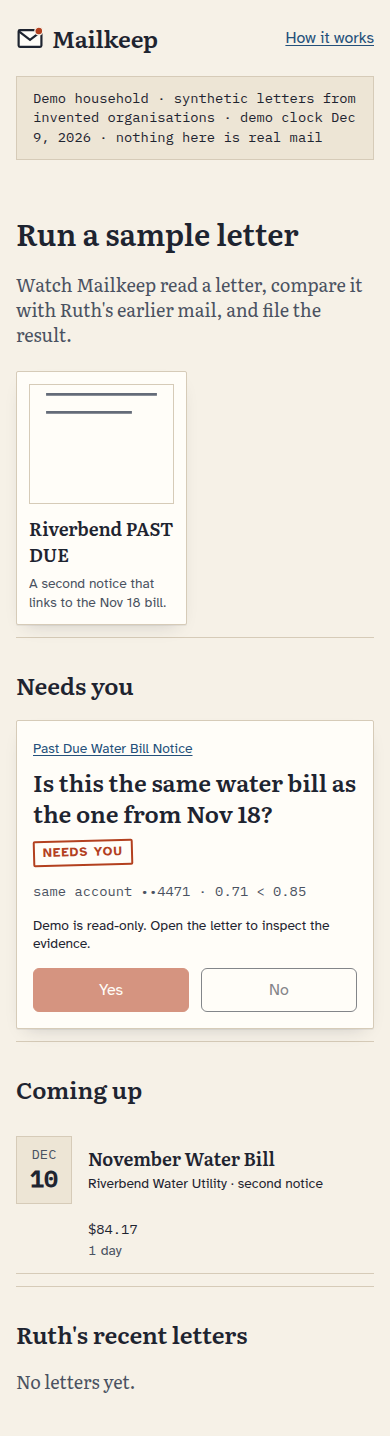 Mailkeep
How it works
Demo household · synthetic letters from
invented organisations · demo clock Dec
9, 2026 · nothing here is real mail
Run a sample letter
Watch Mailkeep read a letter, compare it
with Ruth's earlier mail, and file the
result.
Riverbend PAST
DUE
A second notice that
links to the Nov 18 bill.
Needs you
Past Due Water Bill Notice
Is this the same water bill as
the one from Nov 18?
NEEDS YOU
same account ••4471 · 0.71 < 0.85
Demo is read-only. Open the letter to inspect the
evidence.
Yes
No
Coming up
DEC
10
November Water Bill
Riverbend Water Utility · second notice
$84.17
1 day
Ruth's recent letters
No letters yet.